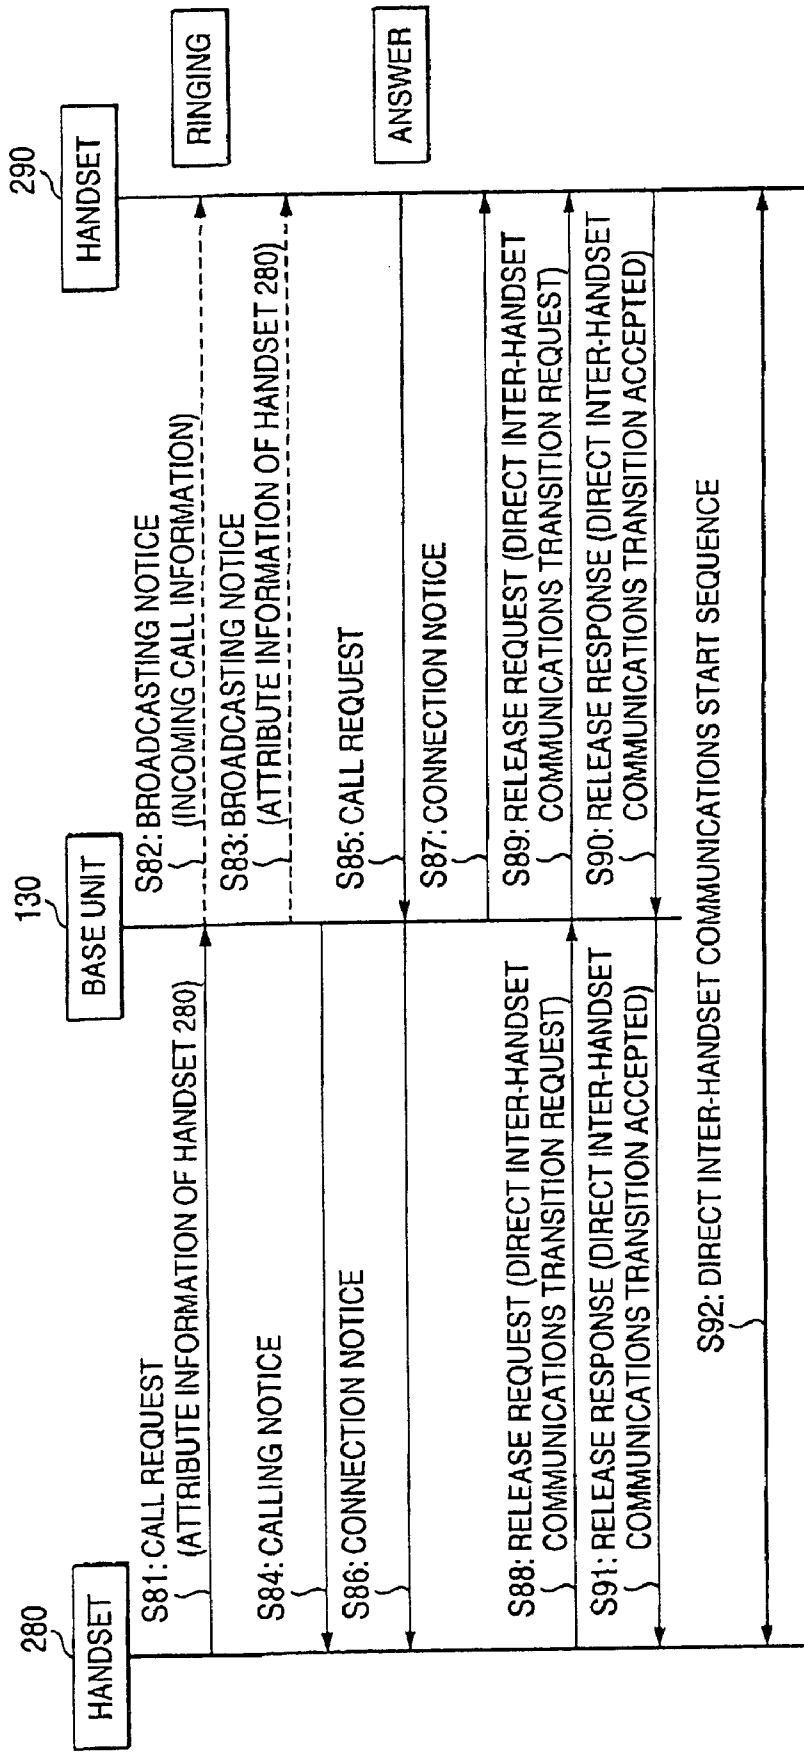 280
HANDSET
130
BASE UNIT
290
HANDSET
S81: CALL REQUEST
(ATTRIBUTE INFORMATION OF HANDSET 280)
S82: BROADCASTING NOTICE
(INCOMING CALL INFORMATION)
RINGING
S83: BROADCASTING NOTICE
(ATTRIBUTE INFORMATION OF HANDSET 280)
S84: CALLING NOTICE
S85: CALL REQUEST
ANSWER
S86: CONNECTION NOTICE
S87: CONNECTION NOTICE
S88: RELEASE REQUEST (DIRECT INTER-HANDSET
COMMUNICATIONS TRANSITION REQUEST)
S89: RELEASE REQUEST (DIRECT INTER-HANDSET
COMMUNICATIONS TRANSITION REQUEST)
S90: RELEASE RESPONSE (DIRECT INTER-HANDSET
COMMUNICATIONS TRANSITION ACCEPTED)
S91: RELEASE RESPONSE (DIRECT INTER-HANDSET
COMMUNICATIONS TRANSITION ACCEPTED)
S92: DIRECT INTER-HANDSET COMMUNICATIONS START SEQUENCE